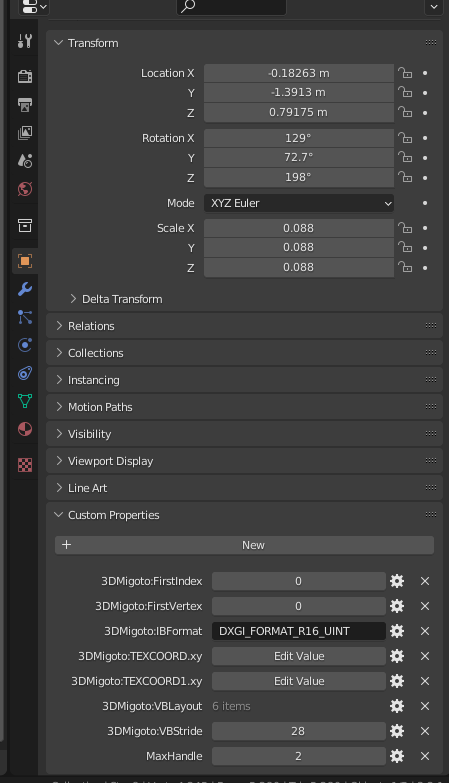 Transform
Location X -0.18263 m
Y -1.3913 m
Z 0.79175 m
Rotation X 129°
Y 72.7°
Z 198°
Mode XYZ Euler
Scale X 0.088
Y 0.088
Z 0.088
Delta Transform
Relations
Collections
Instancing
Motion Paths
Visibility
Viewport Display
Line Art
Custom Properties
New
3DMigoto:FirstIndex 0
3DMigoto:FirstVertex 0
3DMigoto:IBFormat DXGI_FORMAT_R16_UINT
3DMigoto:TEXCOORD.xy Edit Value
3DMigoto:TEXCOORD1.xy Edit Value
3DMigoto:VBLayout 6 items
3DMigoto:VBStride 28
MaxHandle 2